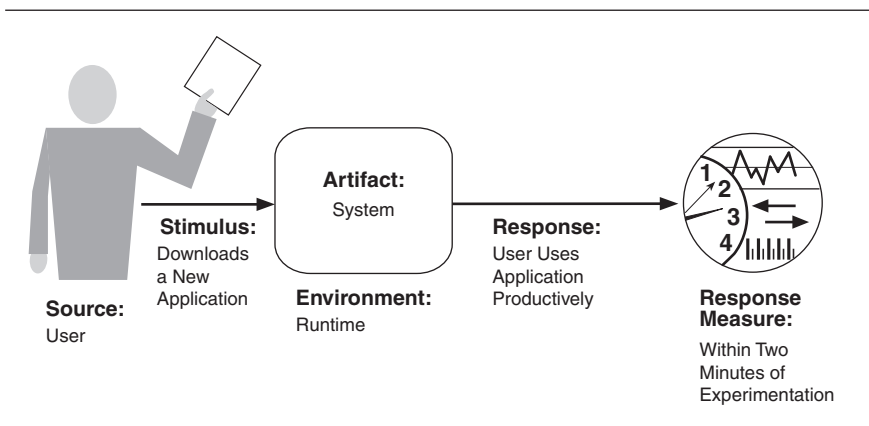 Source:
User
Stimulus:
Downloads
a New
Application
Artifact:
System
Environment:
Runtime
Response:
User Uses
Application
Productively
1
2
3
4
Response
Measure:
Within Two
Minutes of
Experimentation